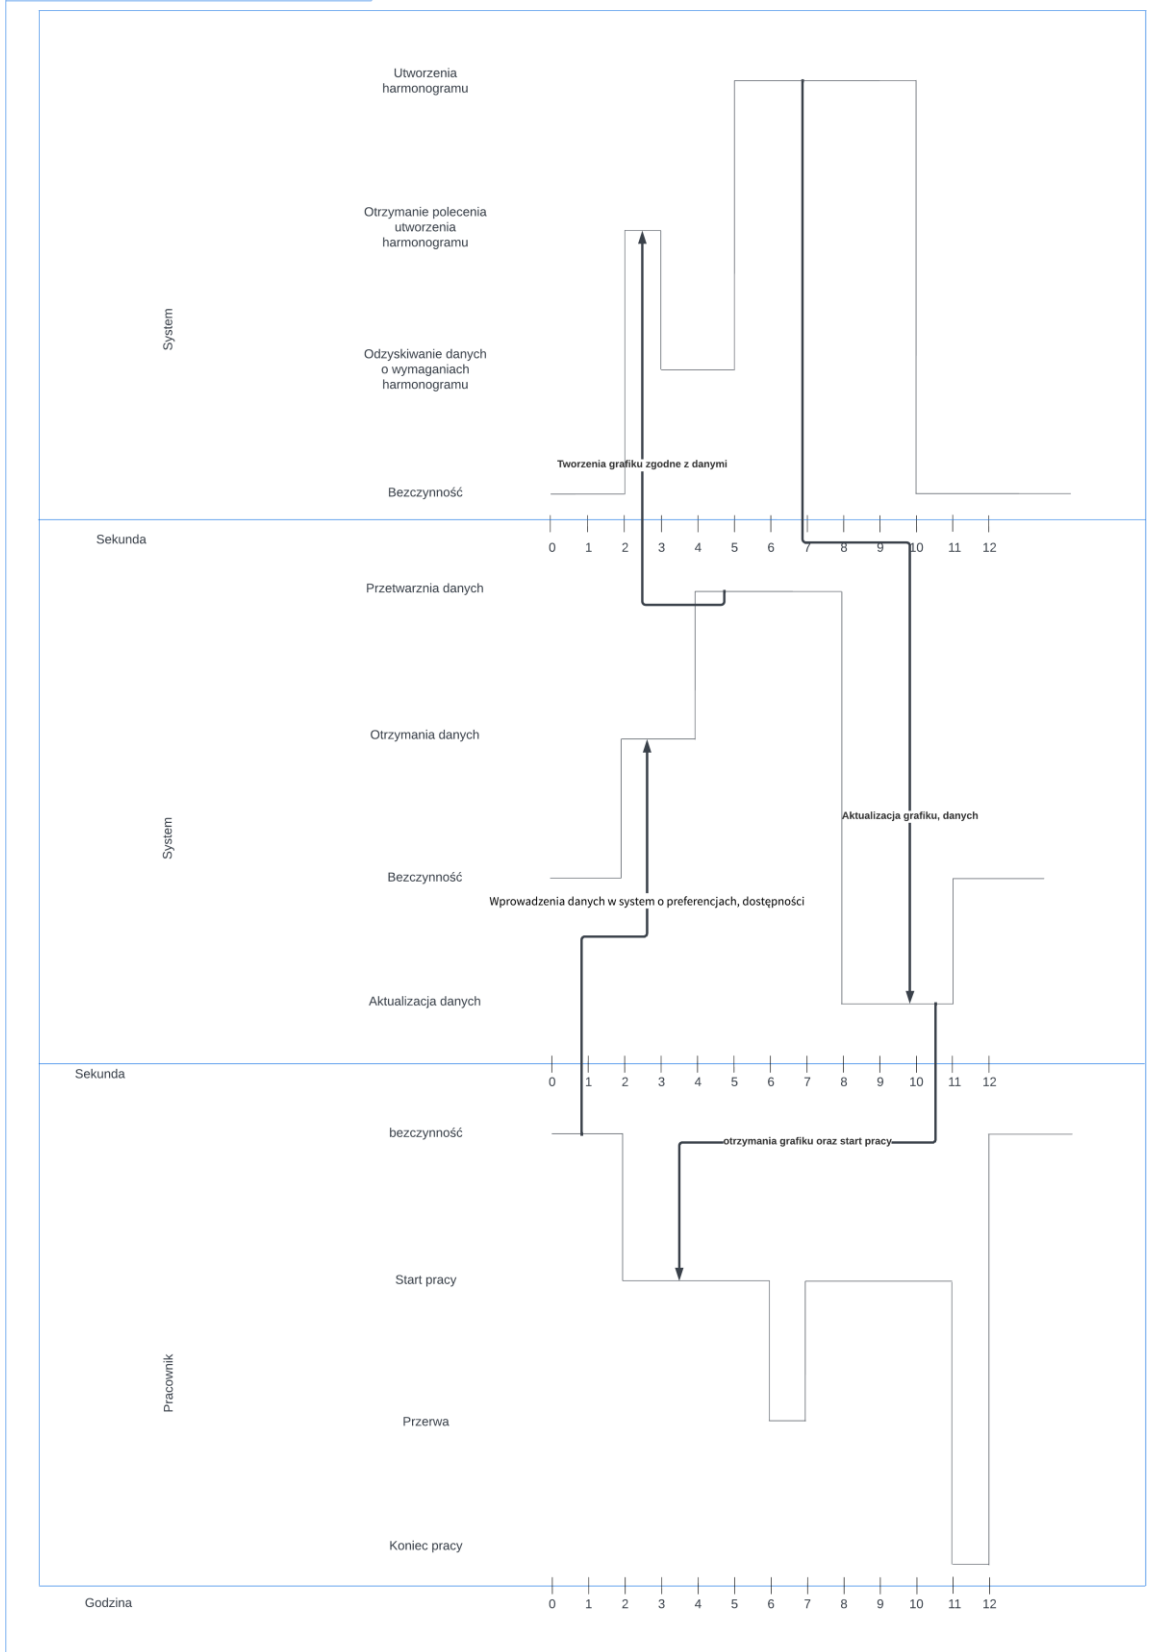 Utworzenia
harmonogramu
Otrzymanie polecenia
utworzenia
harmonogramu
System
Odzyskiwanie danych
o wymaganiach
harmonogramu
Tworzenia grafiku zgodne z danymi
Bezczynność
Sekunda
0 1 2 3 4 5 6 7 8 9 10 11 12
Przetwarznia danych
Otrzymania danych
System
Aktualizacja grafiku, danych
Bezczynność
Wprowadzenia danych w system o preferencjach, dostępności
Aktualizacja danych
Sekunda
0 1 2 3 4 5 6 7 8 9 10 11 12
bezczynność
otrzymania grafiku oraz start pracy
Start pracy
Pracownik
Przerwa
Koniec pracy
Godzina
0 1 2 3 4 5 6 7 8 9 10 11 12